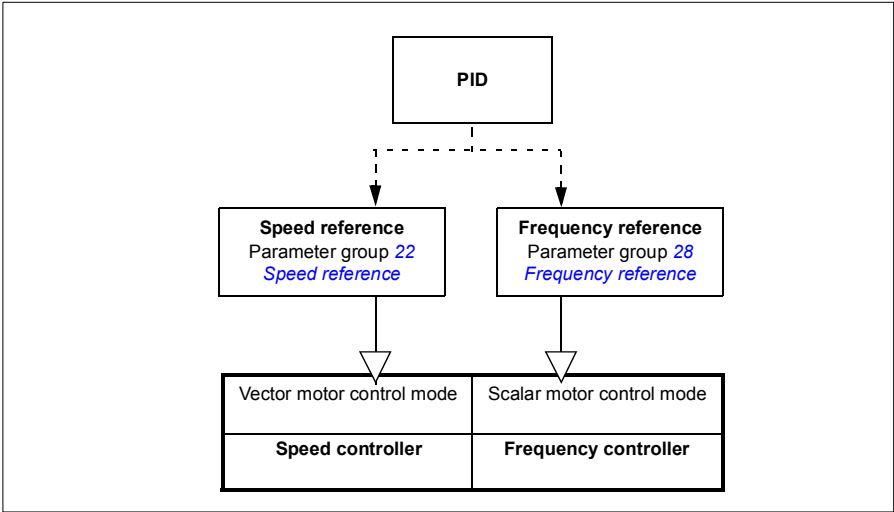 PID
Speed reference
Parameter group 22
Speed reference
Frequency reference
Parameter group 28
Frequency reference
Vector motor control mode
Scalar motor control mode
Speed controller
Frequency controller